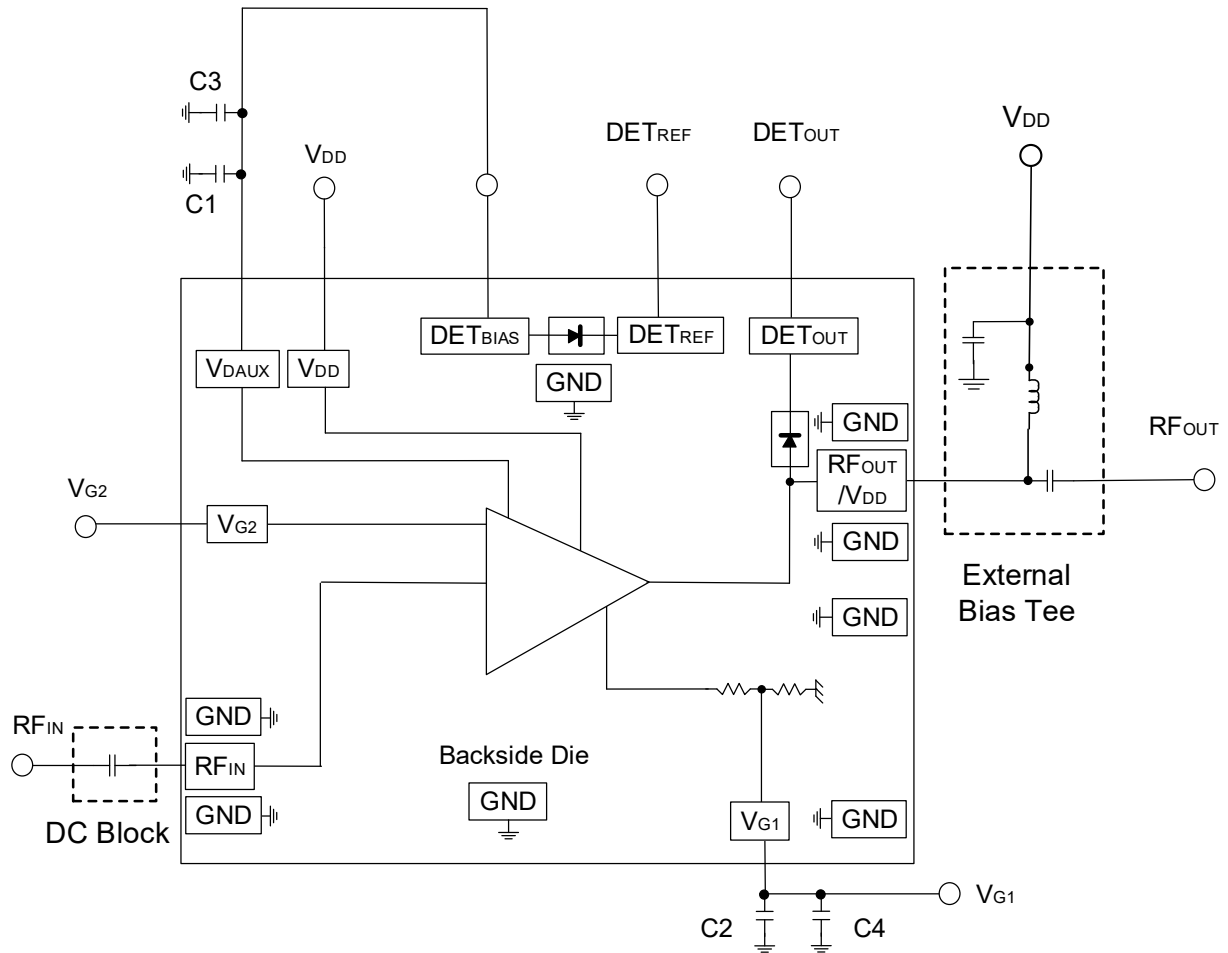 C3
C1
VDD
DETREF
DETOUT
VDD
DETBIAS
DETREF
DETOUT
VDAUX
VDD
GND
GND
RFOUT
/VDD
RFOUT
VG2
VG2
GND
External
Bias Tee
GND
GND
RFIN
RFIN
GND
DC Block
Backside Die
GND
VG1
GND
VG1
C2
C4